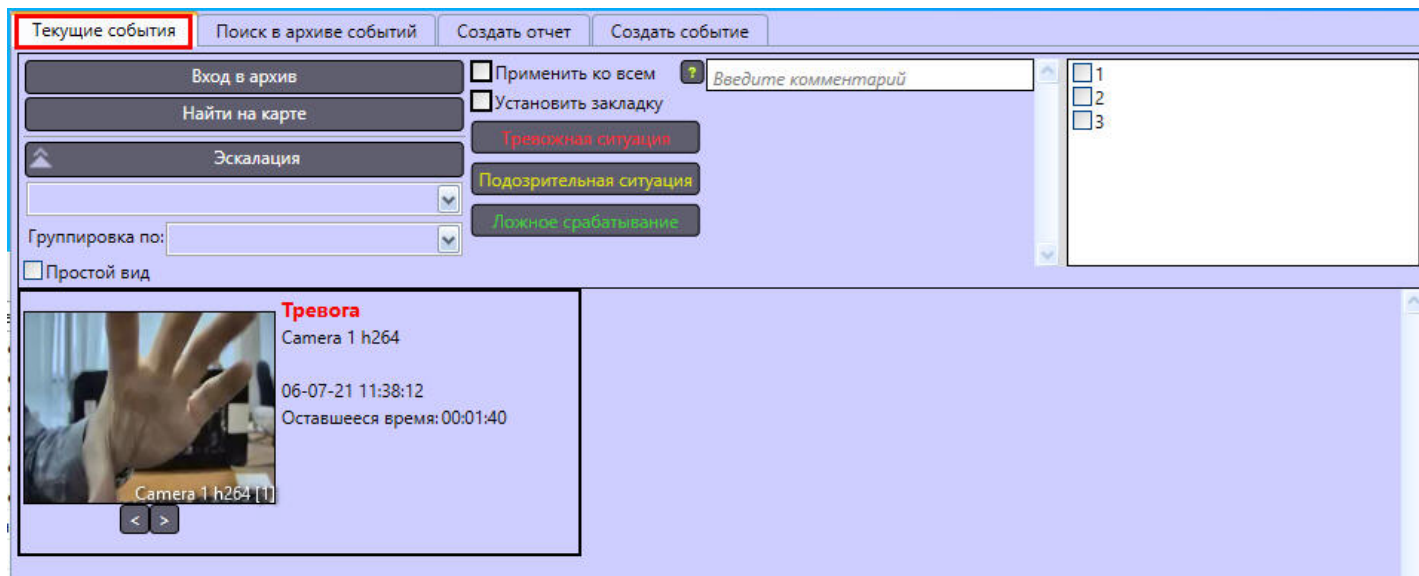 Текущие события
Поиск в архиве событий
Создать отчет
Создать событие
Вход в архив
Найти на карте
Эскалация
Группировка по:
Простой вид
Применить ко всем
Установить закладку
?
Введите комментарий
Тревожная ситуация
Подозрительная ситуация
Ложное срабатывание
1
2
3
Тревога
Camera 1 h264
06-07-21 11:38:12
Оставшееся время: 00:01:40
Camera 1 h264 [1]
< >